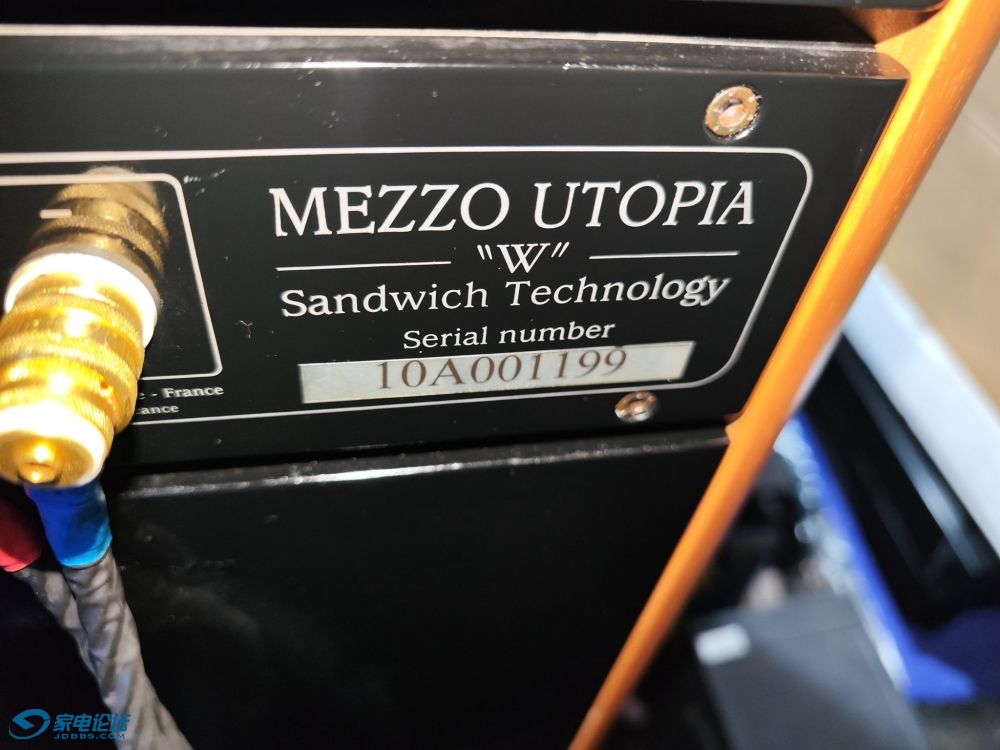 MEZZO UTOPIA
"W"
Sandwich Technology
Serial number
10A001199
- France
家电论坛
JDBBS.COM